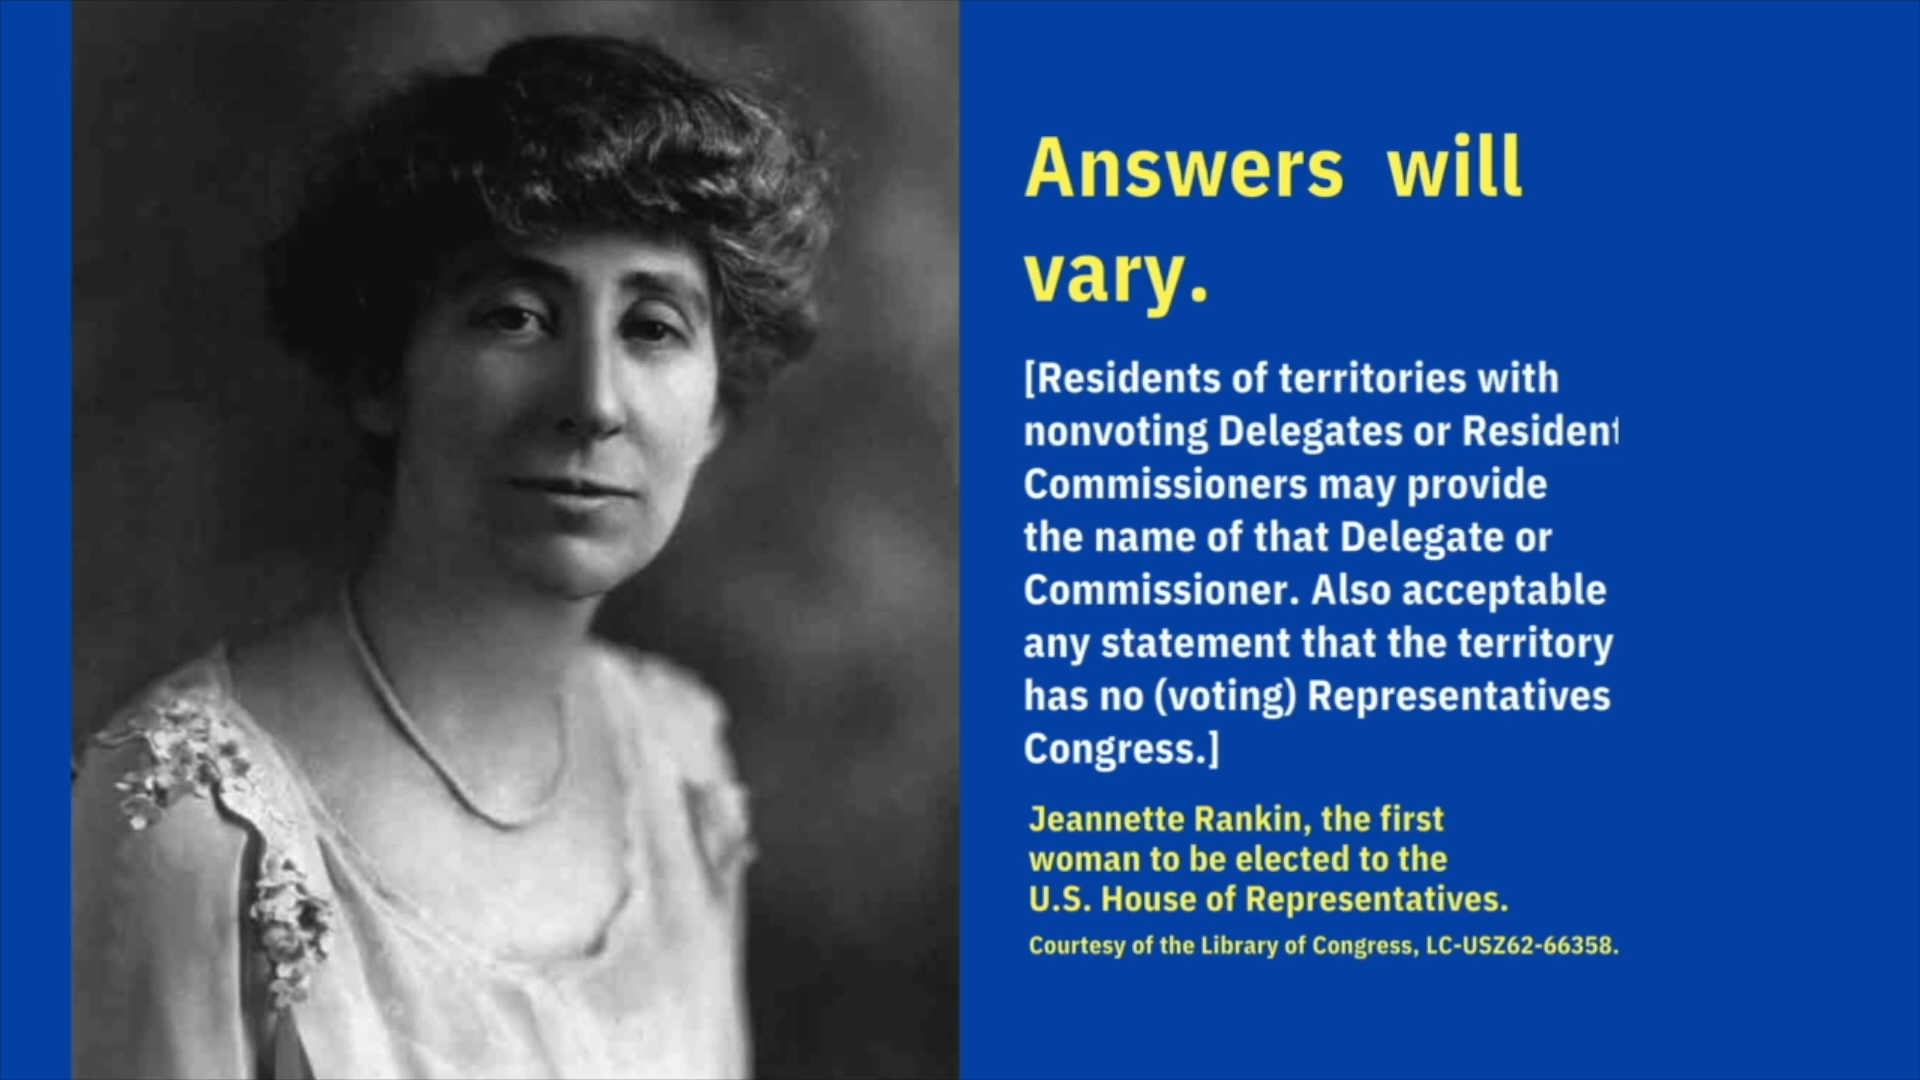 Answers will
vary.
[Residents of territories with
nonvoting Delegates or Resident
Commissioners may provide
the name of that Delegate or
Commissioner. Also acceptable
any statement that the territory
has no (voting) Representatives
Congress.]
Jeannette Rankin, the first
woman to be elected to the
U.S. House of Representatives.
Courtesy of the Library of Congress, LC-USZ62-66358.